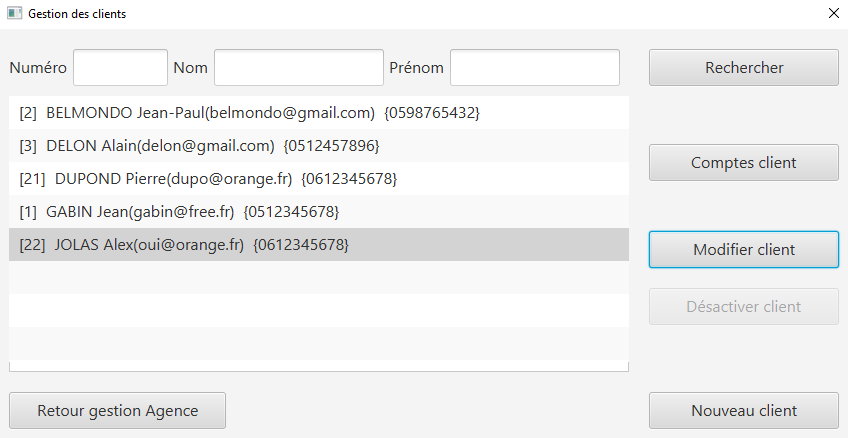 Gestion des clients
Numéro Nom Prénom Rechercher
[2] BELMONDO Jean-Paul(belmondo@gmail.com) {0598765432}
[3] DELON Alain(delon@gmail.com) {0512457896}
Comptes client
[21] DUPOND Pierre(dupo@orange.fr) {0612345678}
[1] GABIN Jean(gabin@free.fr) {0512345678}
[22] JOLAS Alex(oui@orange.fr) {0612345678}
Modifier client
Désactiver client
Retour gestion Agence
Nouveau client